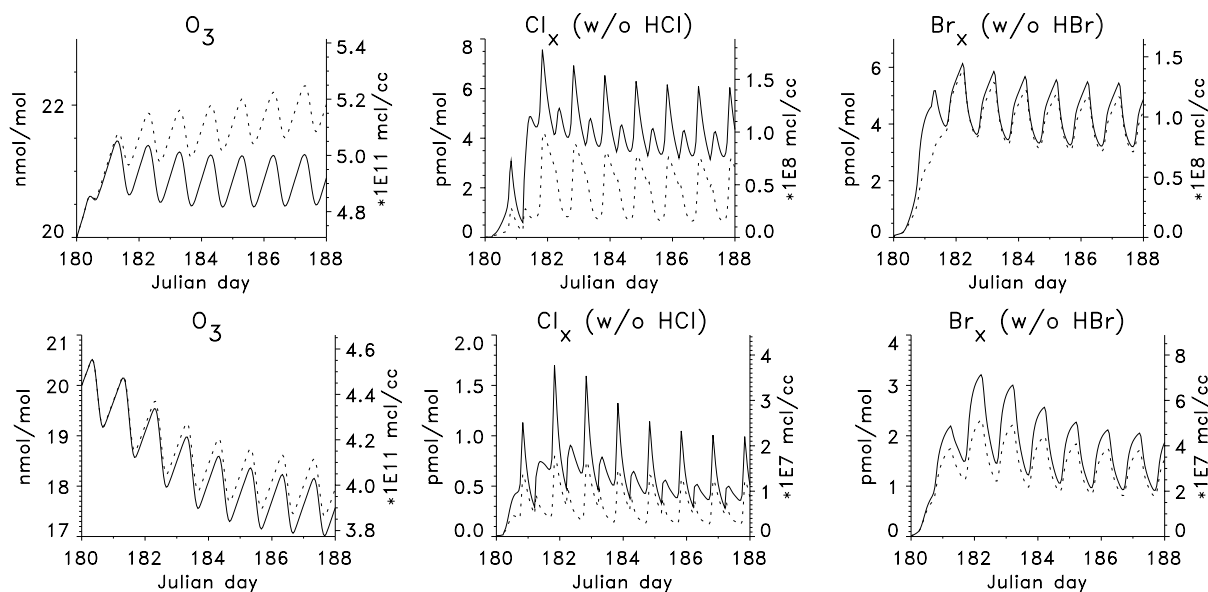 O3
Clx (w/o HCl)
Brx (w/o HBr)
nmol/mol
22
20
5.4
5.2
5.0
4.8
*1E11 mcl/cc
180 182 184 186 188
Julian day
pmol/mol
8
6
4
2
0
1.5
1.0
0.5
0.0
*1E8 mcl/cc
180 182 184 186 188
Julian day
pmol/mol
6
4
2
0
1.5
1.0
0.5
0.0
*1E8 mcl/cc
180 182 184 186 188
Julian day
O3
Clx (w/o HCl)
Brx (w/o HBr)
nmol/mol
21
20
19
18
17
4.6
4.4
4.2
4.0
3.8
*1E11 mcl/cc
180 182 184 186 188
Julian day
pmol/mol
2.0
1.5
1.0
0.5
0.0
4
3
2
1
0
*1E7 mcl/cc
180 182 184 186 188
Julian day
pmol/mol
4
3
2
1
0
8
6
4
2
0
*1E7 mcl/cc
180 182 184 186 188
Julian day